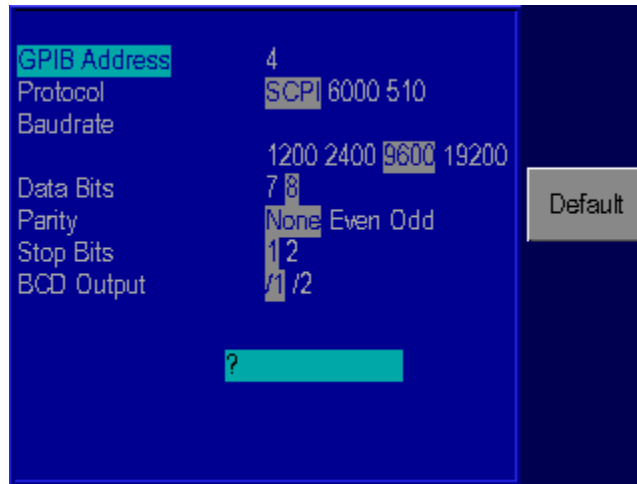 GPIB Address 4
Protocol SCPI 6000 510
Baudrate
1200 2400 9600 19200
Data Bits 7 8
Parity None Even Odd
Stop Bits 1 2
BCD Output /1 /2
?
Default